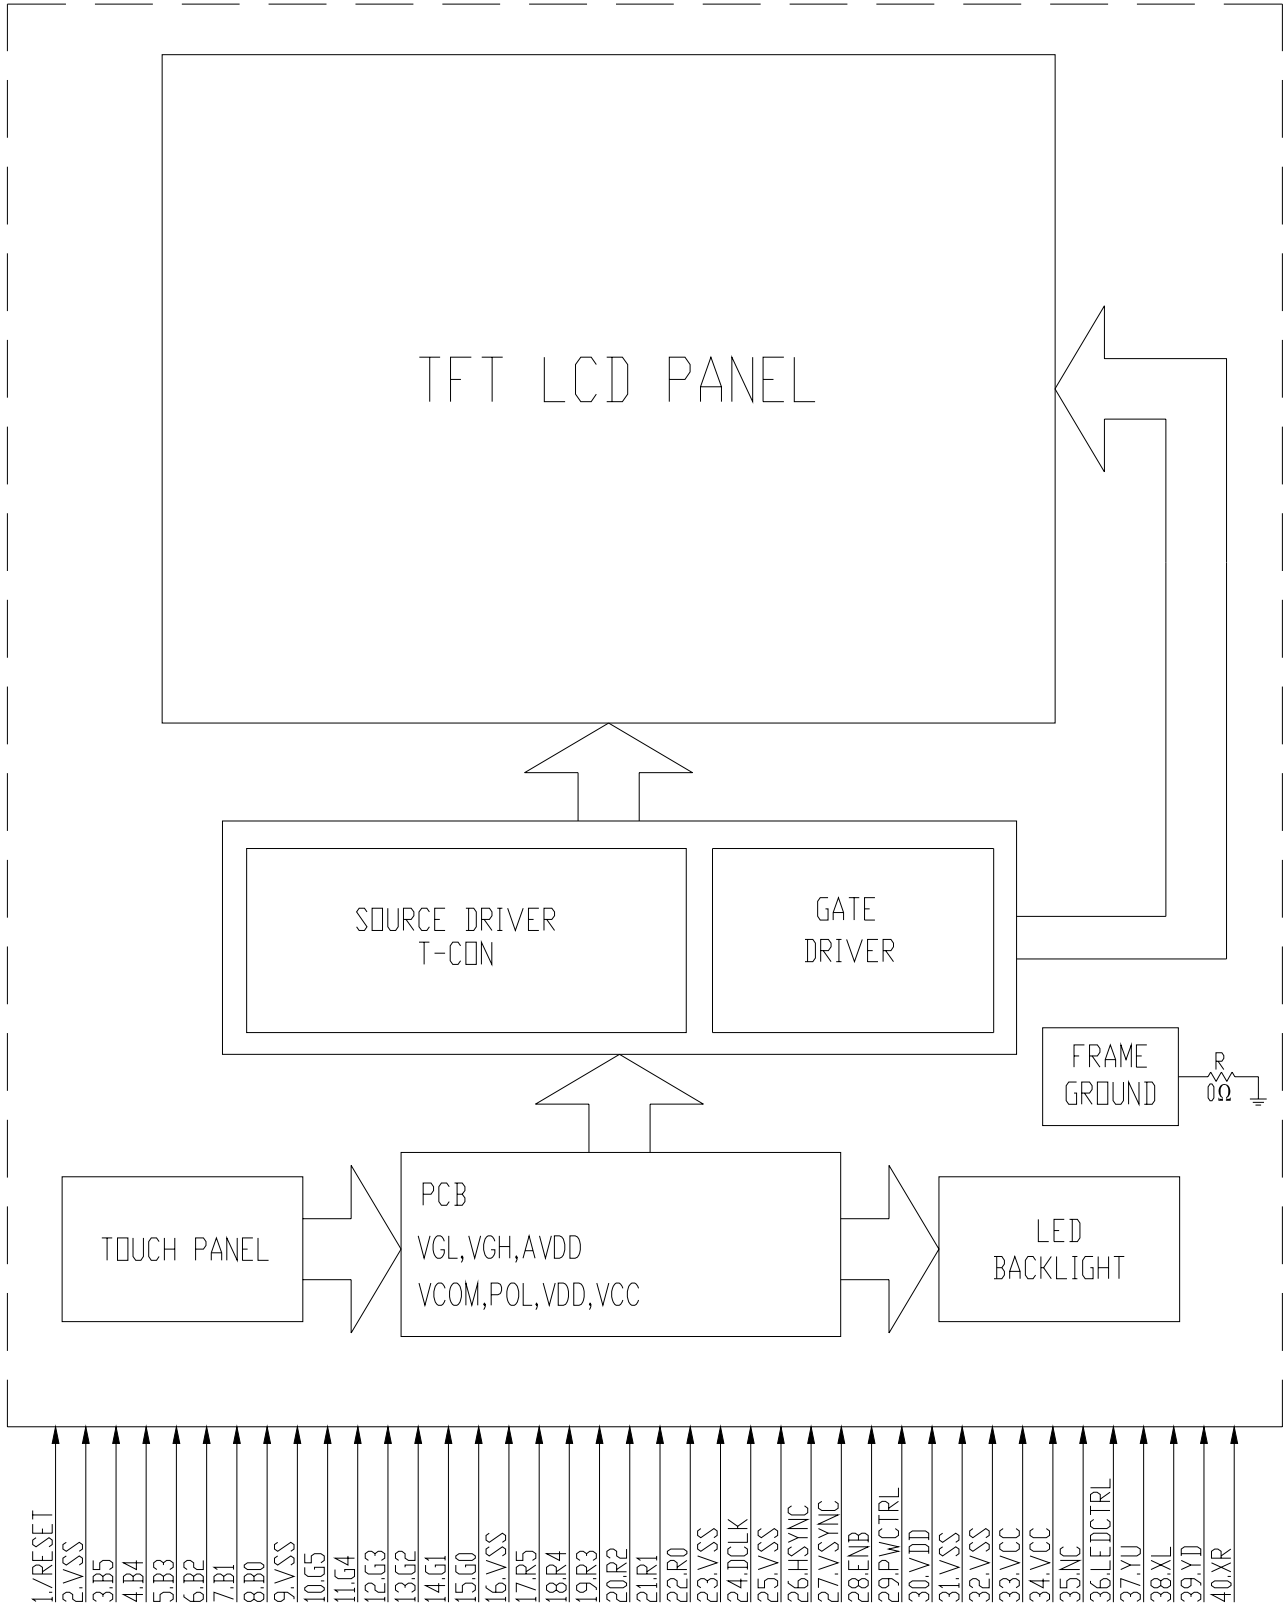 TFT LCD PANEL
SOURCE DRIVER
T-CON
GATE
DRIVER
FRAME
GROUND
R
0Ω
TOUCH PANEL
PCB
VGL,VGH,AVDD
VCOM,POL,VDD,VCC
LED
BACKLIGHT
1./RESET
2.VSS
3.B5
4.B4
5.B3
6.B2
7.B1
8.B0
9.VSS
10.G5
11.G4
12.G3
13.G2
14.G1
15.G0
16.VSS
17.R5
18.R4
19.R3
20.R2
21.R1
22.R0
23.VSS
24.DCLK
25.VSS
26.HSYNC
27.VSYNC
28.ENB
29.PWCTRL
30.VDD
31.VSS
32.VSS
33.VCC
34.VCC
35.NC
36.LEDCTRL
37.YU
38.XL
39.YD
40.XR